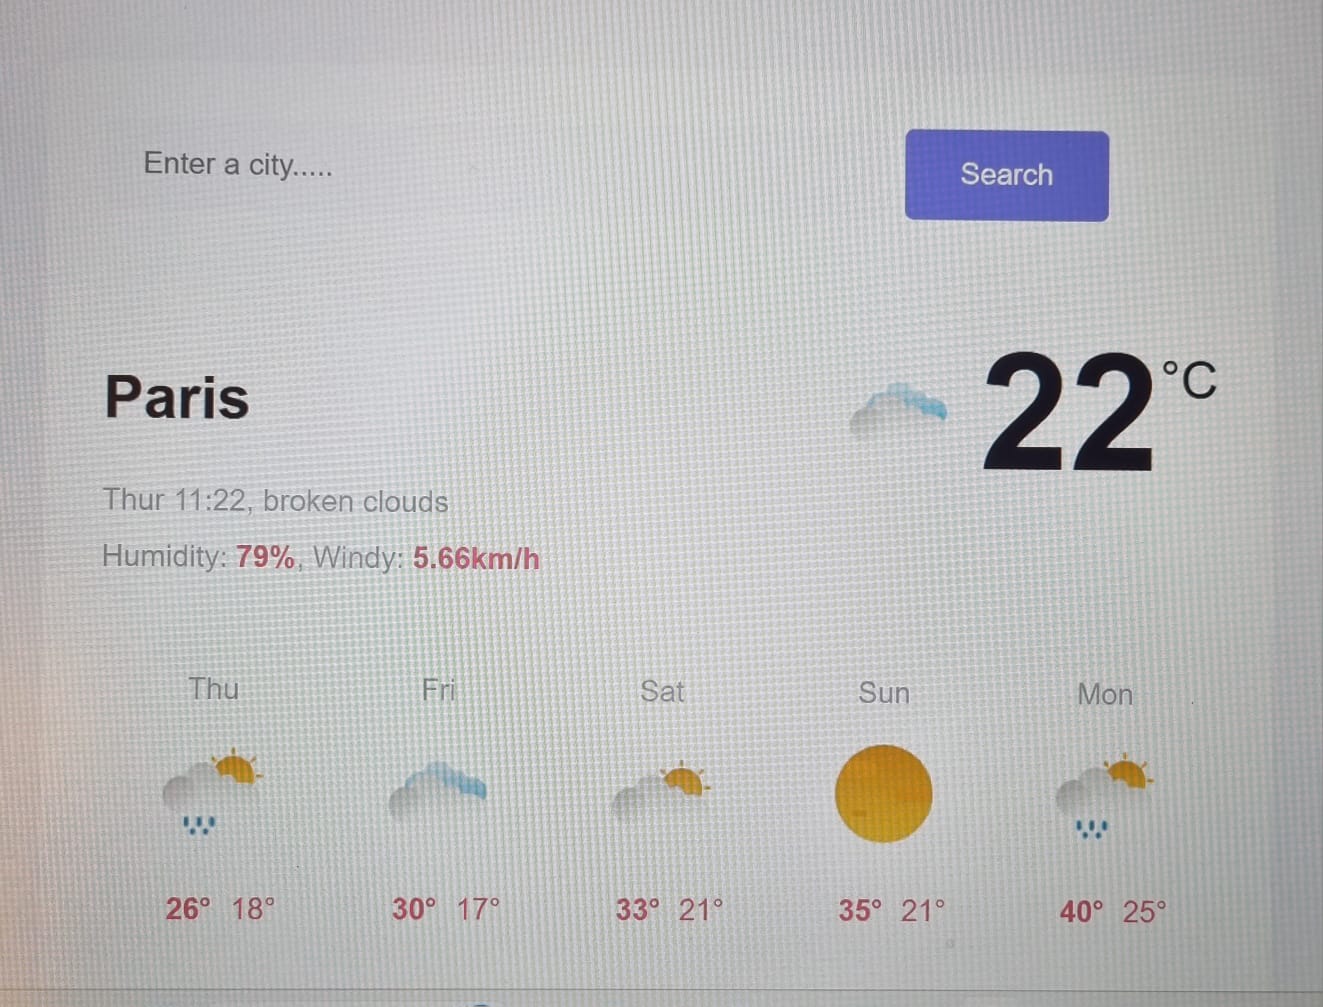 Enter a city.....
Search
Paris
22°C
Thur 11:22, broken clouds
Humidity: 79%, Windy: 5.66km/h
Thu Fri Sat Sun Mon
26° 18° 30° 17° 33° 21° 35° 21° 40° 25°